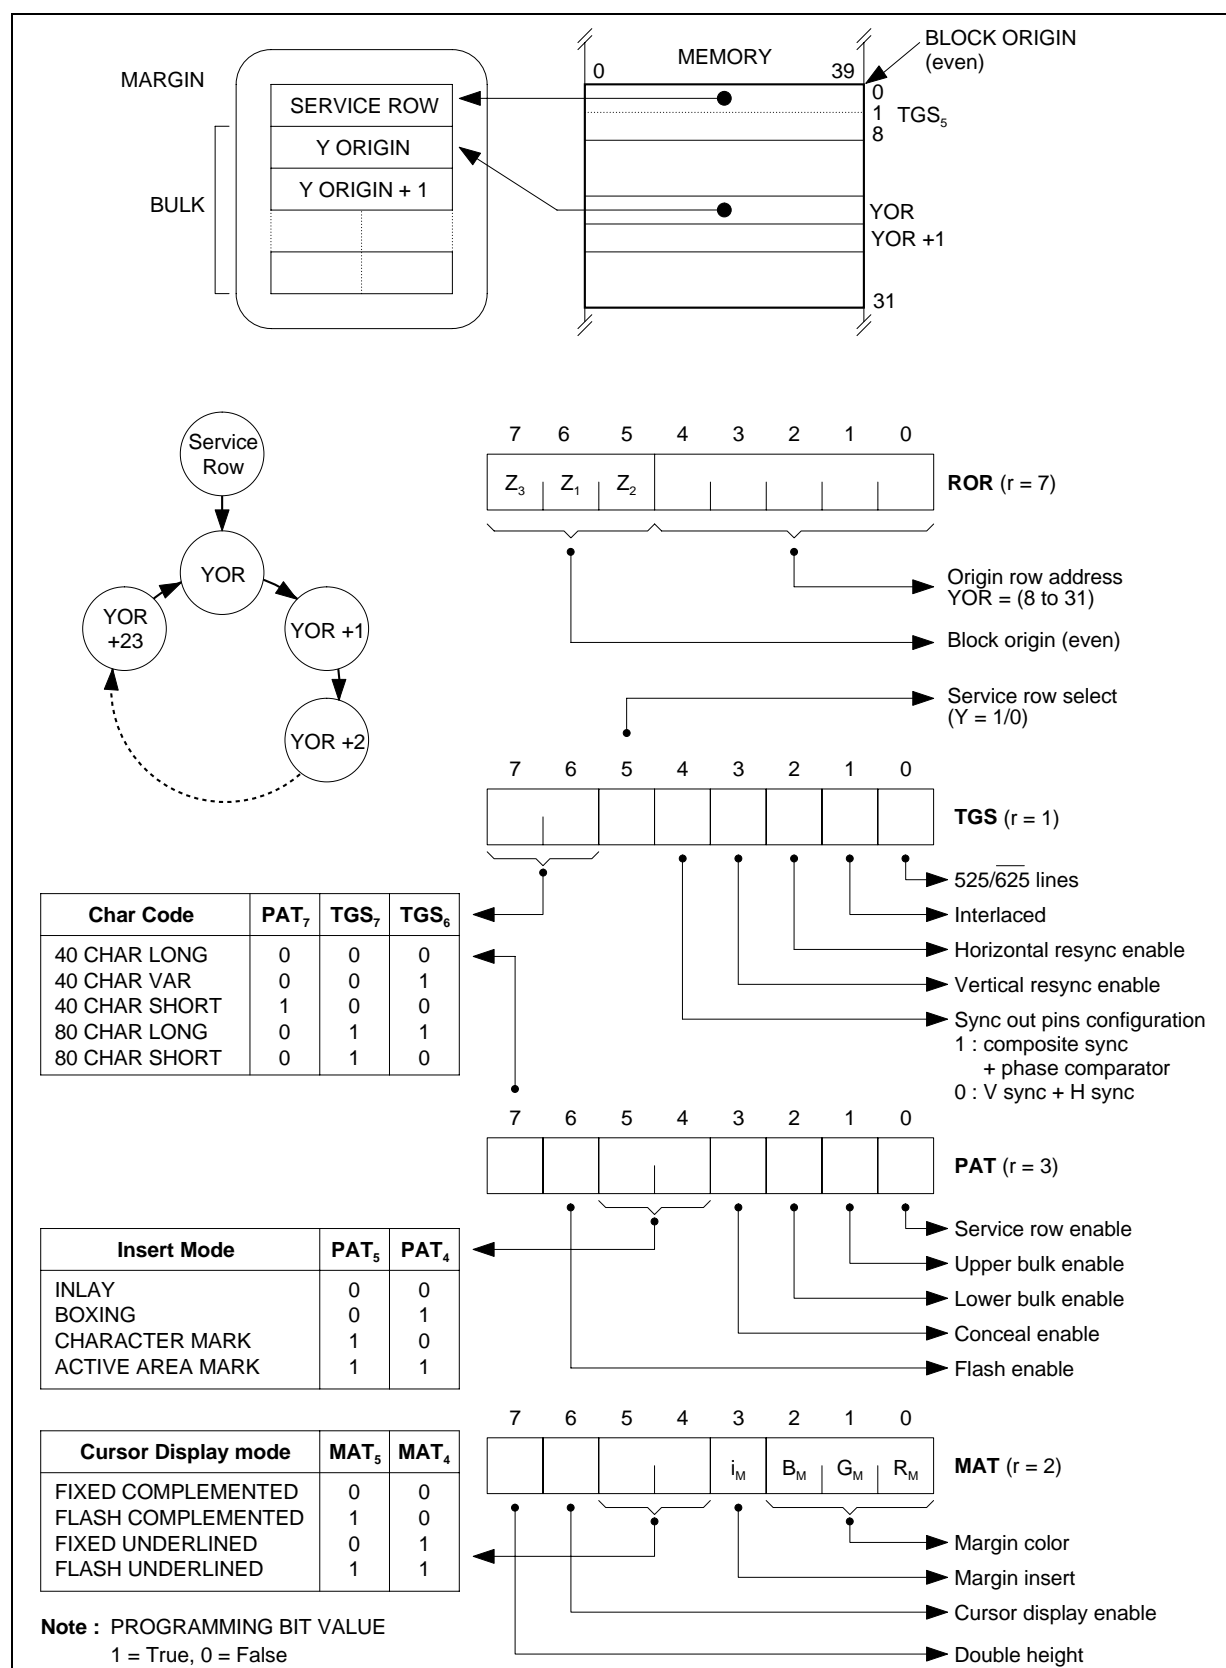 MARGIN
SERVICE ROW
Y ORIGIN
Y ORIGIN + 1
BULK
MEMORY
0 39
BLOCK ORIGIN
(even)
0
1
8
TGS5
YOR
YOR +1
31
Service
Row
YOR
YOR +1
YOR +2
YOR
+23
7 6 5 4 3 2 1 0
Z3 Z1 Z2
ROR (r = 7)
Origin row address
YOR = (8 to 31)
Block origin (even)
Service row select
(Y = 1/0)
7 6 5 4 3 2 1 0
TGS (r = 1)
525/6̅2̅5̅ lines
Interlaced
Horizontal resync enable
Vertical resync enable
Sync out pins configuration
1 : composite sync
+ phase comparator
0 : V sync + H sync
Char Code PAT7 TGS7 TGS6
40 CHAR LONG 0 0 0
40 CHAR VAR 0 0 1
40 CHAR SHORT 1 0 0
80 CHAR LONG 0 1 1
80 CHAR SHORT 0 1 0
7 6 5 4 3 2 1 0
PAT (r = 3)
Service row enable
Upper bulk enable
Lower bulk enable
Conceal enable
Flash enable
Insert Mode PAT5 PAT4
INLAY 0 0
BOXING 0 1
CHARACTER MARK 1 0
ACTIVE AREA MARK 1 1
7 6 5 4 3 2 1 0
iM BM GM RM
MAT (r = 2)
Margin color
Margin insert
Cursor display enable
Double height
Cursor Display mode MAT5 MAT4
FIXED COMPLEMENTED 0 0
FLASH COMPLEMENTED 1 0
FIXED UNDERLINED 0 1
FLASH UNDERLINED 1 1
Note : PROGRAMMING BIT VALUE
1 = True, 0 = False